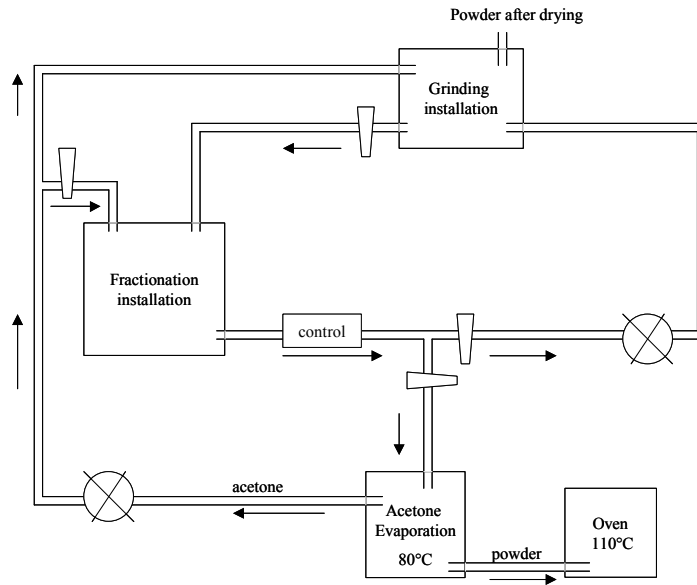 Powder after drying
Grinding
installation
Fractionation
installation
control
acetone
Acetone
Evaporation
80°C
powder
Oven
110°C